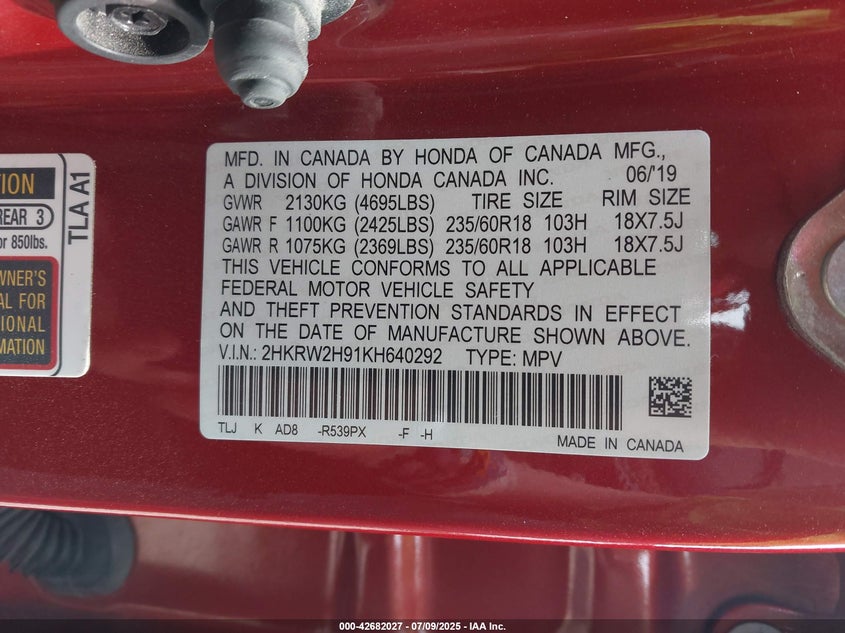 TION
REAR 3
or 850lbs.
WNER'S
AL FOR
IONAL
RMATION
TLA A1
MFD. IN CANADA BY HONDA OF CANADA MFG.,
A DIVISION OF HONDA CANADA INC. 06/'19
GVWR 2130KG (4695LBS) TIRE SIZE RIM SIZE
GAWR F 1100KG (2425LBS) 235/60R18 103H 18X7.5J
GAWR R 1075KG (2369LBS) 235/60R18 103H 18X7.5J
THIS VEHICLE CONFORMS TO ALL APPLICABLE
FEDERAL MOTOR VEHICLE SAFETY
AND THEFT PREVENTION STANDARDS IN EFFECT
ON THE DATE OF MANUFACTURE SHOWN ABOVE.
V.I.N.: 2HKRW2H91KH640292 TYPE: MPV
TLJ K AD8 -R539PX -F -H
MADE IN CANADA
000-42682027 - 07/09/2025 - IAA Inc.